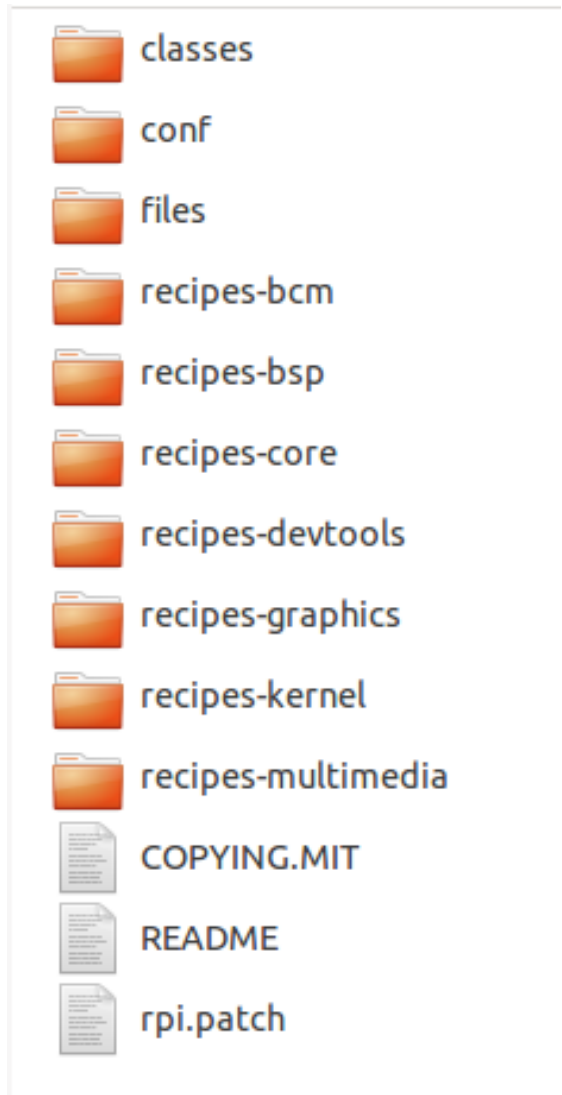 classes
conf
files
recipes-bcm
recipes-bsp
recipes-core
recipes-devtools
recipes-graphics
recipes-kernel
recipes-multimedia
COPYING.MIT
README
rpi.patch